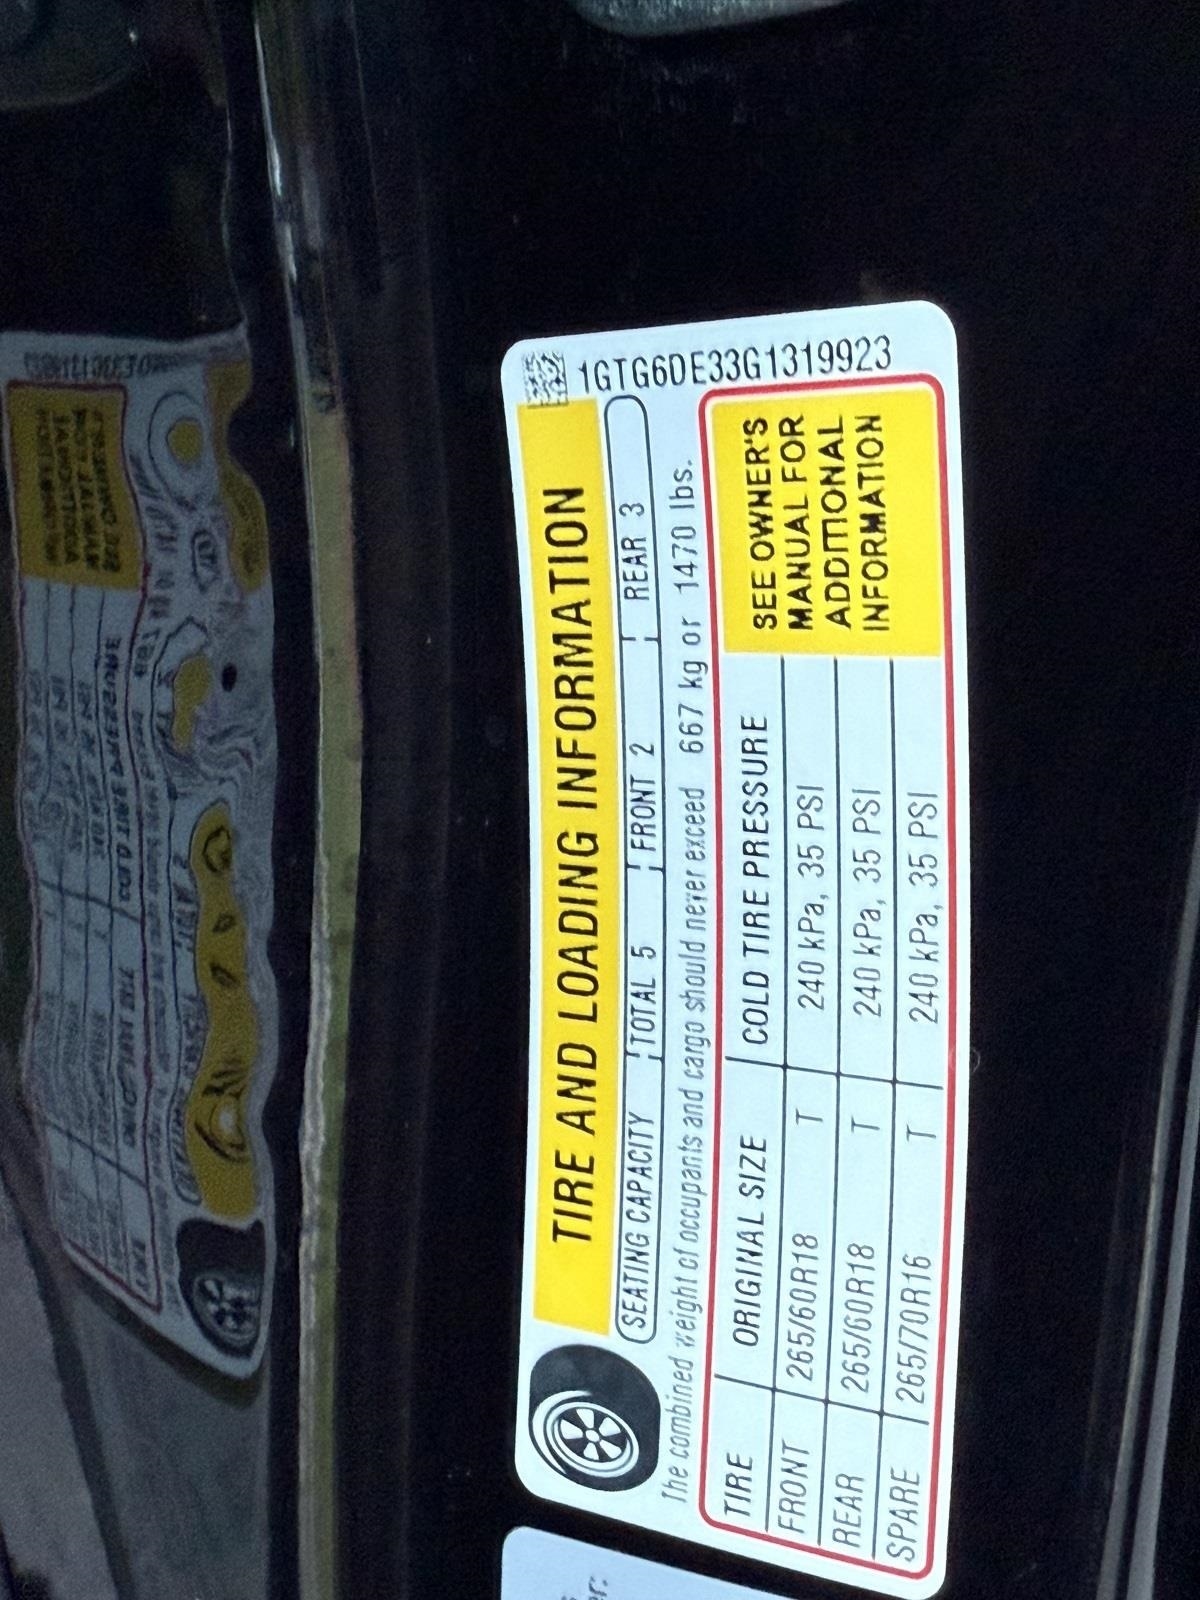 1GTG6DE33G1319923
TIRE AND LOADING INFORMATION
SEATING CAPACITY TOTAL 5 FRONT 2 REAR 3
The combined weight of occupants and cargo should never exceed 667 kg or 1470 lbs.
TIRE ORIGINAL SIZE COLD TIRE PRESSURE
FRONT 265/60R18 T 240 kPa, 35 PSI
REAR 265/60R18 T 240 kPa, 35 PSI
SPARE 265/70R16 T 240 kPa, 35 PSI
SEE OWNER'S
MANUAL FOR
ADDITIONAL
INFORMATION